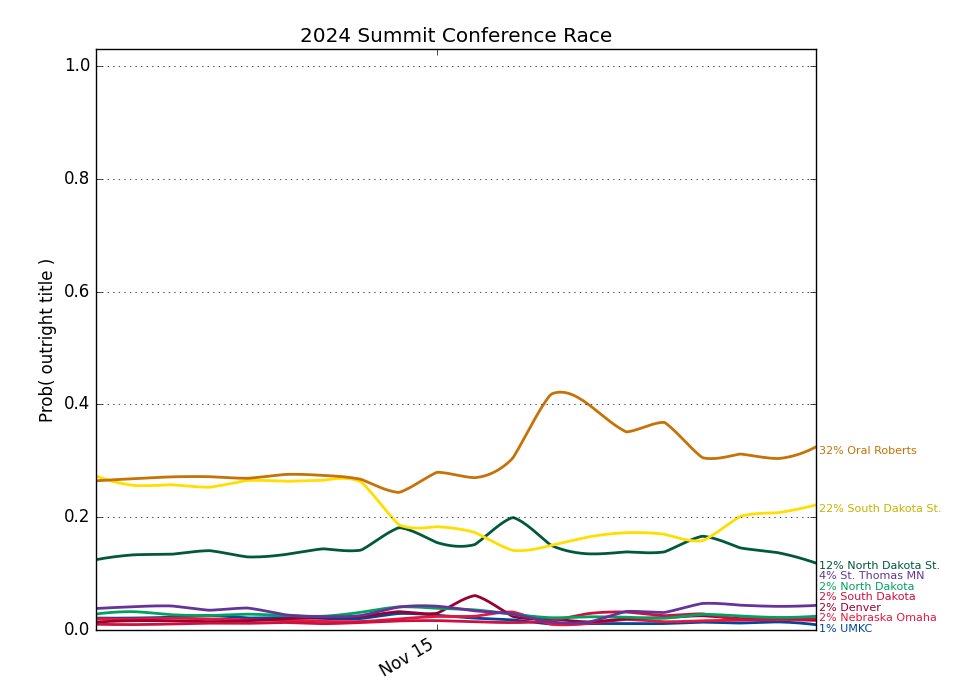 2024 Summit Conference Race
Prob( outright title )
1.0
0.8
0.6
0.4
0.2
0.0
Nov 15
32% Oral Roberts
22% South Dakota St.
12% North Dakota St.
4% St. Thomas MN
2% North Dakota
2% South Dakota
2% Denver
2% Nebraska Omaha
1% UMKC